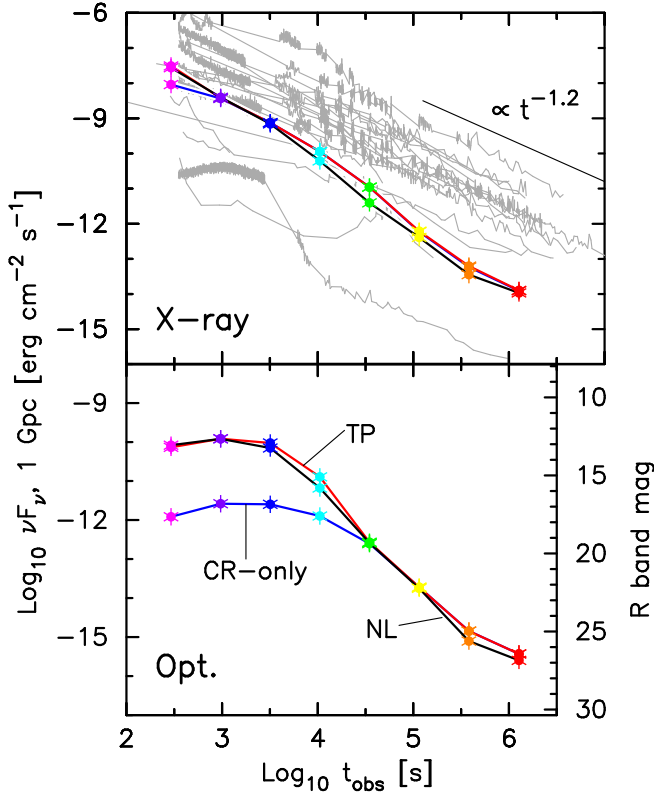 −6
−9
−12
−15
∝ t^−1.2
X−ray
Log10 νFν, 1 Gpc [erg cm^−2 s^−1]
−9
−12
−15
TP
CR−only
NL
Opt.
10
15
20
25
30
R band mag
2
3
4
5
6
Log10 tobs [s]